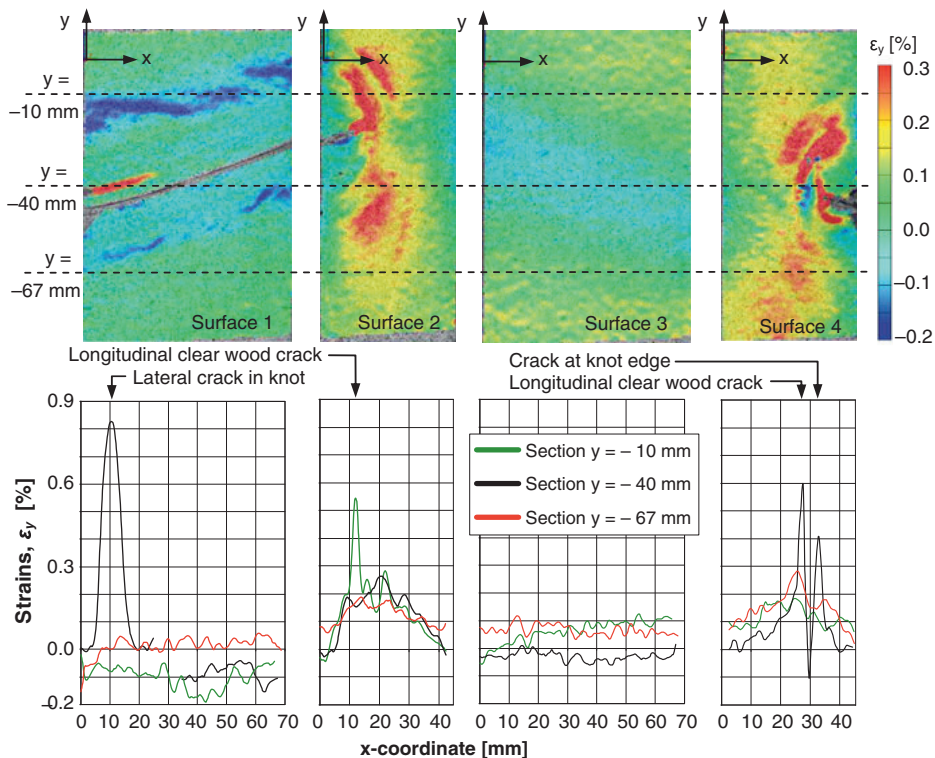 y
x
y
x
y
x
y
x
εy [%]
0.3
0.2
0.1
0.0
–0.1
–0.2
y =
–10 mm
y =
–40 mm
y =
–67 mm
Surface 1
Surface 2
Surface 3
Surface 4
Longitudinal clear wood crack
Lateral crack in knot
Crack at knot edge
Longitudinal clear wood crack
Strains, εy [%]
0.9
0.6
0.3
0.0
–0.2
Section y = – 10 mm
Section y = – 40 mm
Section y = – 67 mm
0 10 20 30 40 50 60 70
0 10 20 30 40
0 10 20 30 40 50 60 70
0 10 20 30 40
x-coordinate [mm]